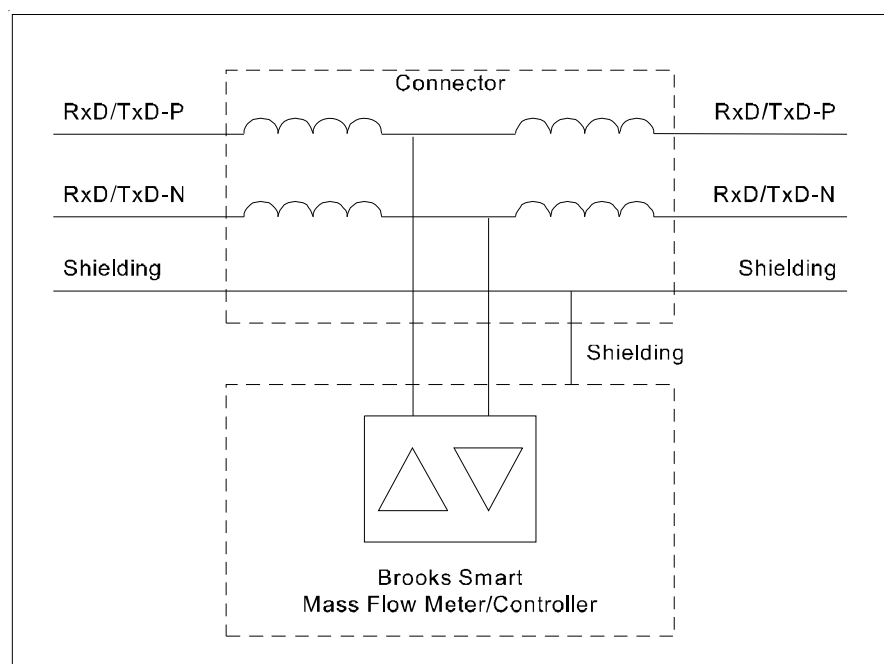 Connector
RxD/TxD-P
RxD/TxD-P
RxD/TxD-N
RxD/TxD-N
Shielding
Shielding
Shielding
Brooks Smart
Mass Flow Meter/Controller